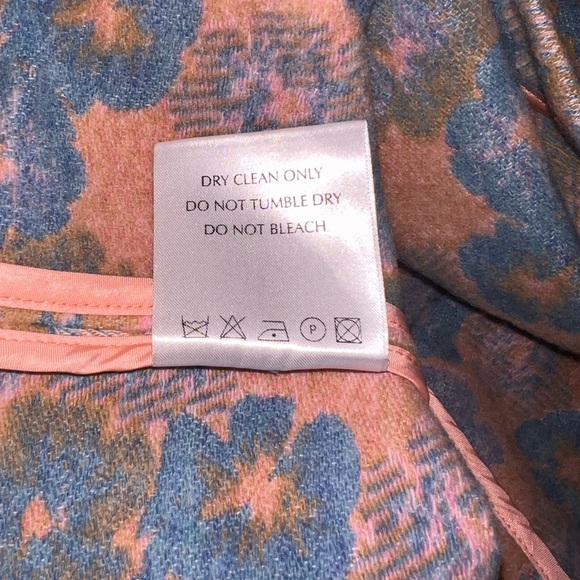 DRY CLEAN ONLY
DO NOT TUMBLE DRY
DO NOT BLEACH
P